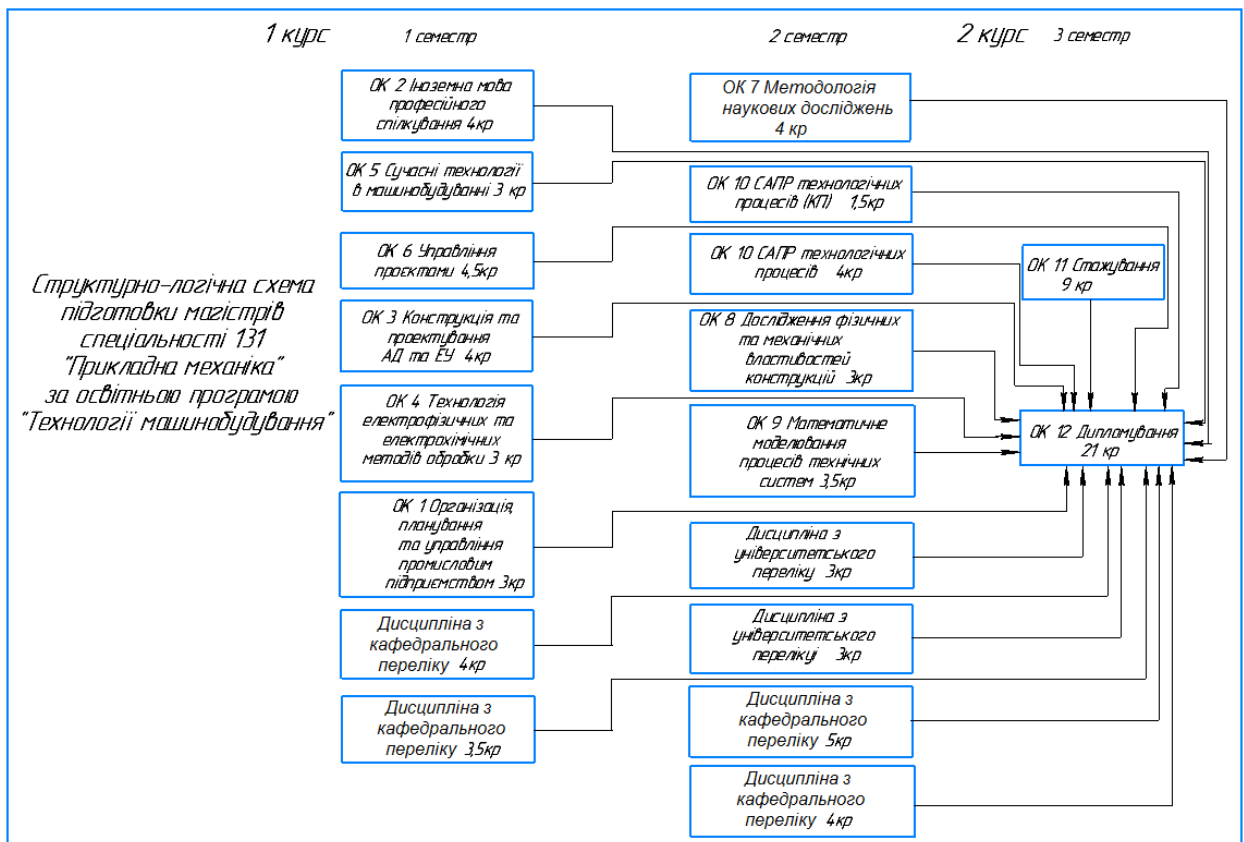 1 курс
1 семестр
2 семестр
2 курс
3 семестр
Структурно-логічна схема
підготовки магістрів
спеціальності 131
"Прикладна механіка"
за освітньою програмою
"Технології машинобудування"
ОК 2 Іноземна мова
професійного
спілкування 4кр
ОК 5 Сучасні технології
в машинобудуванні 3 кр
ОК 6 Управління
проєктами 4,5кр
ОК 3 Конструкція та
проектування
АД та ЕУ 4кр
ОК 4 Технологія
електрофізичних та
електрохімічних
методів обробки 3 кр
ОК 1 Організація,
планування
та управління
промисловим
підприємством 3кр
Дисципліна з
кафедрального
переліку 4кр
Дисципліна з
кафедрального
переліку 3,5кр
ОК 7 Методологія
наукових досліджень
4 кр
ОК 10 САПР технологічних
процесів (КП) 1,5кр
ОК 10 САПР технологічних
процесів 4кр
ОК 8 Дослідження фізичних
та механічних
властивостей
конструкцій 3кр
ОК 9 Математичне
моделювання
процесів технічних
систем 3,5кр
Дисципліна з
університетського
переліку 3кр
Дисципліна з
університетського
перелікуі 3кр
Дисципліна з
кафедрального
переліку 5кр
Дисципліна з
кафедрального
переліку 4кр
ОК 11 Стажування
9 кр
ОК 12 Дипломування
21 кр